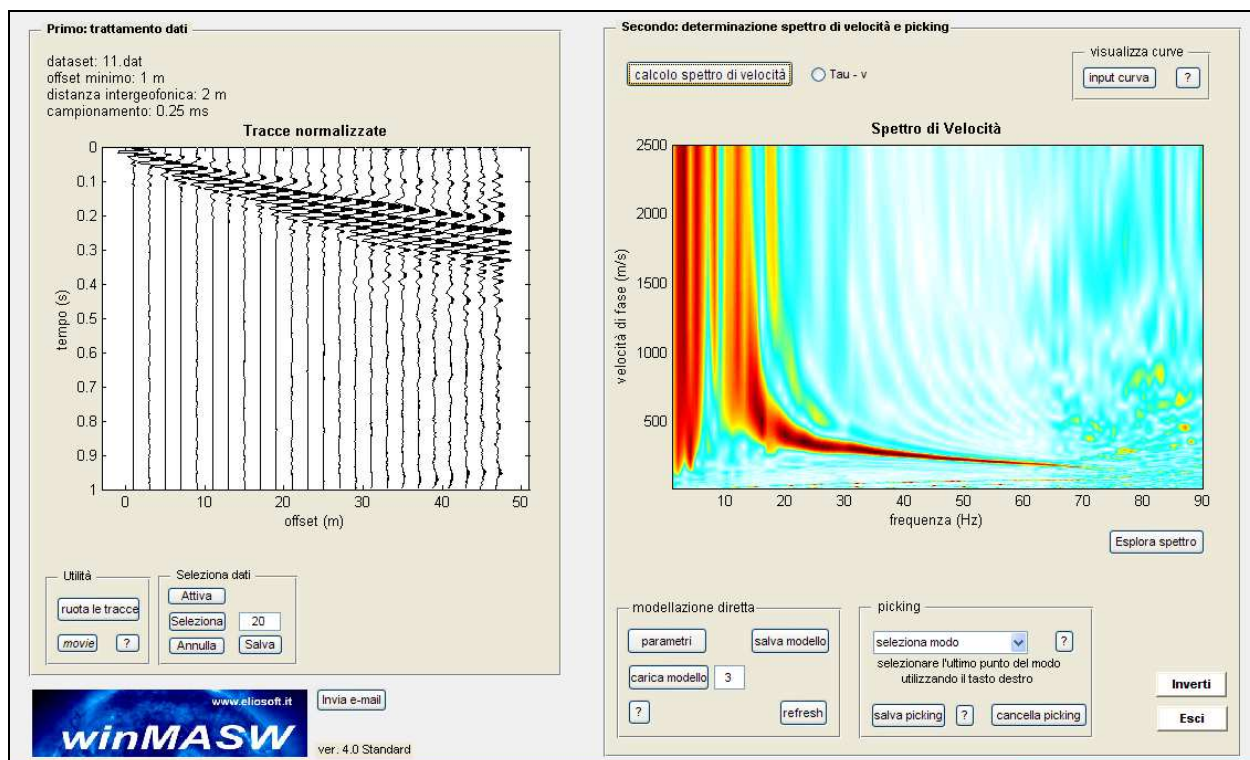 Primo: trattamento dati
dataset: 11.dat
offset minimo: 1 m
distanza intergeofonica: 2 m
campionamento: 0.25 ms
Tracce normalizzate
0
0.1
0.2
0.3
0.4
0.5
0.6
0.7
0.8
0.9
1
tempo (s)
0 10 20 30 40 50
offset (m)
Utilità
ruota le tracce
movie ?
Seleziona dati
Attiva
Seleziona 20
Annulla Salva
www.eliosoft.it
winMASW
Invia e-mail
ver. 4.0 Standard
Secondo: determinazione spettro di velocità e picking
calcolo spettro di velocità Tau - v
visualizza curve
input curva ?
Spettro di Velocità
2500
2000
1500
1000
500
velocità di fase (m/s)
10 20 30 40 50 60 70 80 90
frequenza (Hz)
Esplora spettro
modellazione diretta
parametri salva modello
carica modello 3
? refresh
picking
seleziona modo ?
selezionare l'ultimo punto del modo
utilizzando il tasto destro
salva picking ? cancella picking
Inverti
Esci